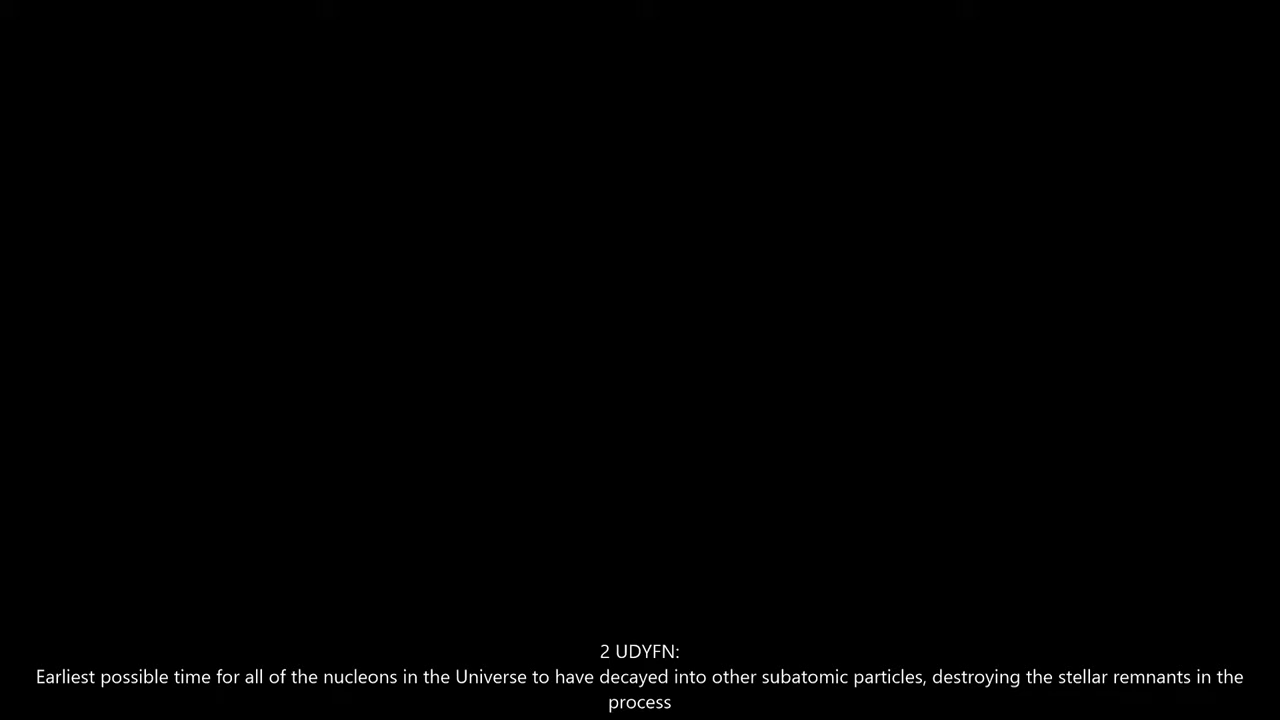 2 UDYFN:
Earliest possible time for all of the nucleons in the Universe to have decayed into other subatomic particles, destroying the stellar remnants in the
process